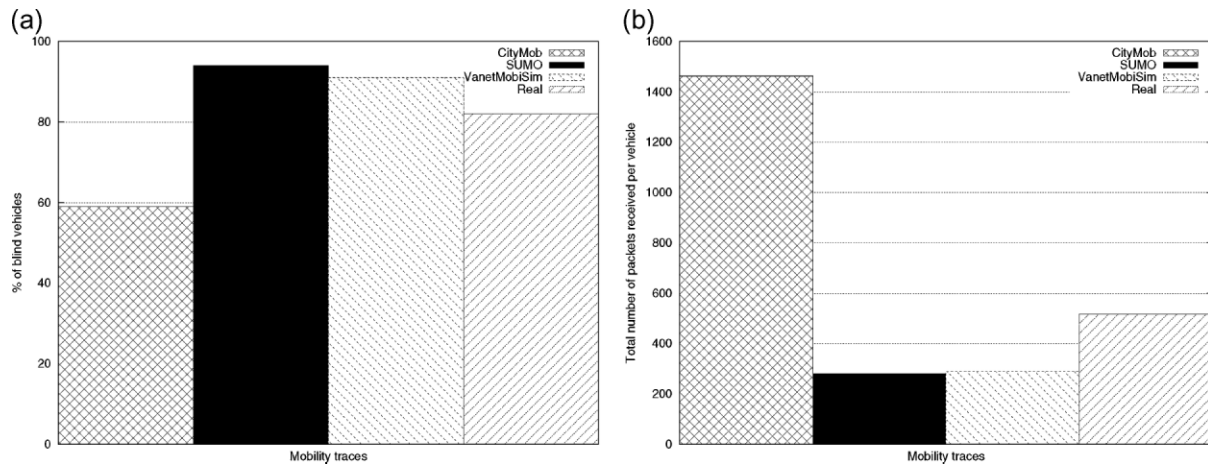 (a)
100
80
60
40
20
0
% of blind vehicles
CityMob
SUMO
VanetMobiSim
Real
Mobility traces
(b)
1600
1400
1200
1000
800
600
400
200
0
Total number of packets received per vehicle
CityMob
SUMO
VanetMobiSim
Real
Mobility traces